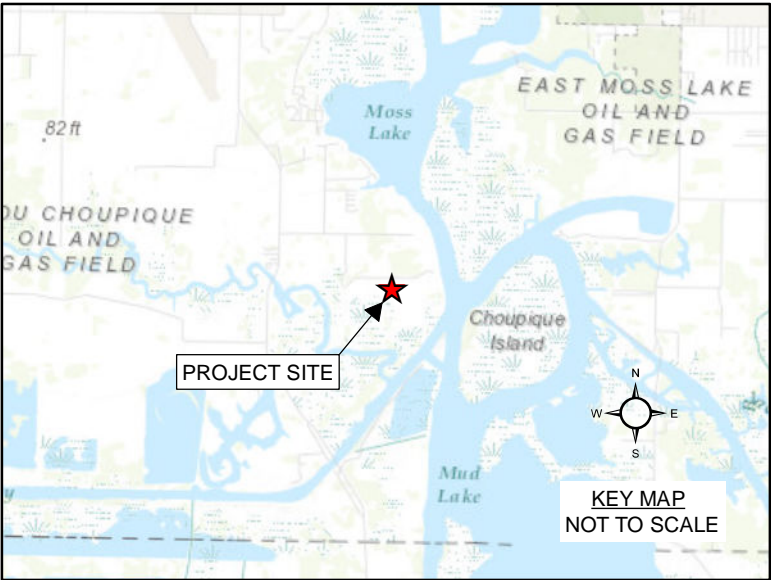 EAST MOSS LAKE
OIL AND
GAS FIELD
Moss
Lake
82 ft
OU CHOUPIQUE
OIL AND
GAS FIELD
Choupique
Island
PROJECT SITE
N
W
E
S
Mud
Lake
KEY MAP
NOT TO SCALE
y